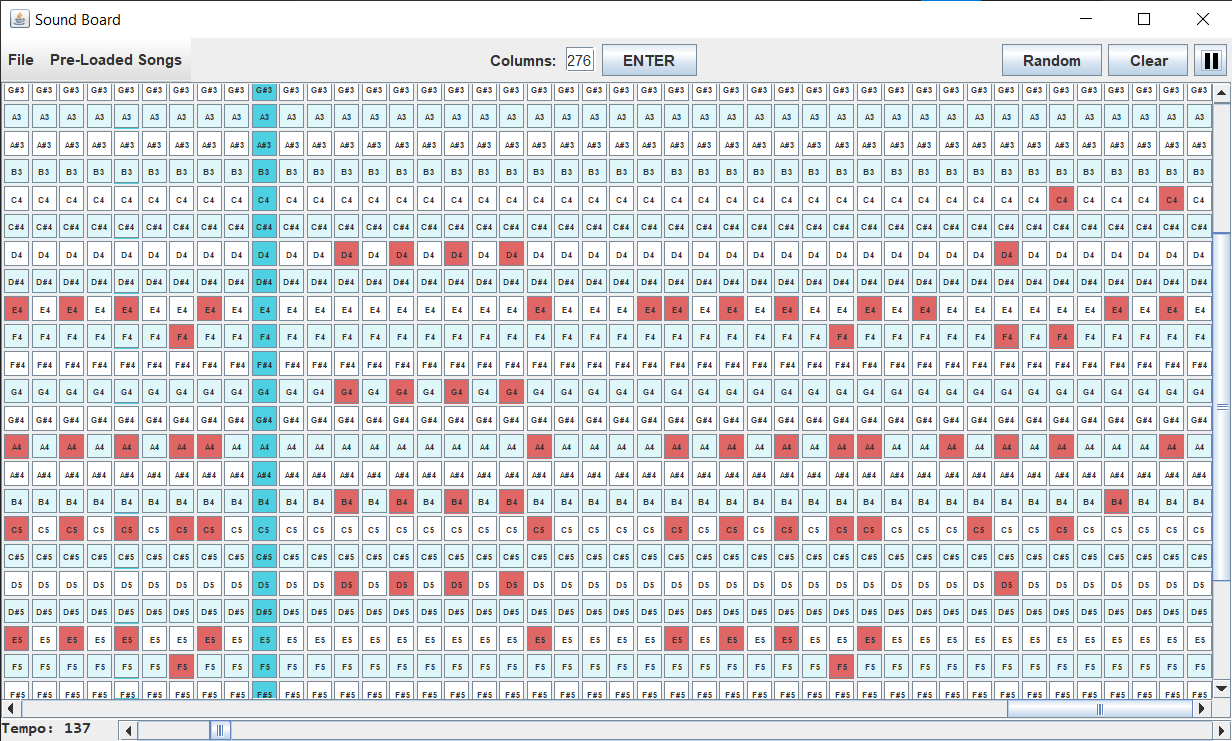 Sound Board
File Pre-Loaded Songs Columns: 276 ENTER Random Clear
G#3 G#3 G#3 G#3 G#3 G#3 G#3 G#3 G#3 G#3 G#3 G#3 G#3 G#3 G#3 G#3 G#3 G#3 G#3 G#3 G#3 G#3 G#3 G#3 G#3 G#3 G#3 G#3 G#3 G#3 G#3 G#3 G#3 G#3 G#3 G#3 G#3 G#3 G#3 G#3 G#3 G#3 G#3 G#3
A3 A3 A3 A3 A3 A3 A3 A3 A3 A3 A3 A3 A3 A3 A3 A3 A3 A3 A3 A3 A3 A3 A3 A3 A3 A3 A3 A3 A3 A3 A3 A3 A3 A3 A3 A3 A3 A3 A3 A3 A3 A3 A3 A3
A#3 A#3 A#3 A#3 A#3 A#3 A#3 A#3 A#3 A#3 A#3 A#3 A#3 A#3 A#3 A#3 A#3 A#3 A#3 A#3 A#3 A#3 A#3 A#3 A#3 A#3 A#3 A#3 A#3 A#3 A#3 A#3 A#3 A#3 A#3 A#3 A#3 A#3 A#3 A#3 A#3 A#3 A#3 A#3
B3 B3 B3 B3 B3 B3 B3 B3 B3 B3 B3 B3 B3 B3 B3 B3 B3 B3 B3 B3 B3 B3 B3 B3 B3 B3 B3 B3 B3 B3 B3 B3 B3 B3 B3 B3 B3 B3 B3 B3 B3 B3 B3 B3
C4 C4 C4 C4 C4 C4 C4 C4 C4 C4 C4 C4 C4 C4 C4 C4 C4 C4 C4 C4 C4 C4 C4 C4 C4 C4 C4 C4 C4 C4 C4 C4 C4 C4 C4 C4 C4 C4 C4 C4 C4 C4 C4 C4
C#4 C#4 C#4 C#4 C#4 C#4 C#4 C#4 C#4 C#4 C#4 C#4 C#4 C#4 C#4 C#4 C#4 C#4 C#4 C#4 C#4 C#4 C#4 C#4 C#4 C#4 C#4 C#4 C#4 C#4 C#4 C#4 C#4 C#4 C#4 C#4 C#4 C#4 C#4 C#4 C#4 C#4 C#4 C#4
D4 D4 D4 D4 D4 D4 D4 D4 D4 D4 D4 D4 D4 D4 D4 D4 D4 D4 D4 D4 D4 D4 D4 D4 D4 D4 D4 D4 D4 D4 D4 D4 D4 D4 D4 D4 D4 D4 D4 D4 D4 D4 D4 D4
D#4 D#4 D#4 D#4 D#4 D#4 D#4 D#4 D#4 D#4 D#4 D#4 D#4 D#4 D#4 D#4 D#4 D#4 D#4 D#4 D#4 D#4 D#4 D#4 D#4 D#4 D#4 D#4 D#4 D#4 D#4 D#4 D#4 D#4 D#4 D#4 D#4 D#4 D#4 D#4 D#4 D#4 D#4 D#4
E4 E4 E4 E4 E4 E4 E4 E4 E4 E4 E4 E4 E4 E4 E4 E4 E4 E4 E4 E4 E4 E4 E4 E4 E4 E4 E4 E4 E4 E4 E4 E4 E4 E4 E4 E4 E4 E4 E4 E4 E4 E4 E4 E4
F4 F4 F4 F4 F4 F4 F4 F4 F4 F4 F4 F4 F4 F4 F4 F4 F4 F4 F4 F4 F4 F4 F4 F4 F4 F4 F4 F4 F4 F4 F4 F4 F4 F4 F4 F4 F4 F4 F4 F4 F4 F4 F4 F4
F#4 F#4 F#4 F#4 F#4 F#4 F#4 F#4 F#4 F#4 F#4 F#4 F#4 F#4 F#4 F#4 F#4 F#4 F#4 F#4 F#4 F#4 F#4 F#4 F#4 F#4 F#4 F#4 F#4 F#4 F#4 F#4 F#4 F#4 F#4 F#4 F#4 F#4 F#4 F#4 F#4 F#4 F#4 F#4
G4 G4 G4 G4 G4 G4 G4 G4 G4 G4 G4 G4 G4 G4 G4 G4 G4 G4 G4 G4 G4 G4 G4 G4 G4 G4 G4 G4 G4 G4 G4 G4 G4 G4 G4 G4 G4 G4 G4 G4 G4 G4 G4 G4
G#4 G#4 G#4 G#4 G#4 G#4 G#4 G#4 G#4 G#4 G#4 G#4 G#4 G#4 G#4 G#4 G#4 G#4 G#4 G#4 G#4 G#4 G#4 G#4 G#4 G#4 G#4 G#4 G#4 G#4 G#4 G#4 G#4 G#4 G#4 G#4 G#4 G#4 G#4 G#4 G#4 G#4 G#4 G#4
A4 A4 A4 A4 A4 A4 A4 A4 A4 A4 A4 A4 A4 A4 A4 A4 A4 A4 A4 A4 A4 A4 A4 A4 A4 A4 A4 A4 A4 A4 A4 A4 A4 A4 A4 A4 A4 A4 A4 A4 A4 A4 A4 A4
A#4 A#4 A#4 A#4 A#4 A#4 A#4 A#4 A#4 A#4 A#4 A#4 A#4 A#4 A#4 A#4 A#4 A#4 A#4 A#4 A#4 A#4 A#4 A#4 A#4 A#4 A#4 A#4 A#4 A#4 A#4 A#4 A#4 A#4 A#4 A#4 A#4 A#4 A#4 A#4 A#4 A#4 A#4 A#4
B4 B4 B4 B4 B4 B4 B4 B4 B4 B4 B4 B4 B4 B4 B4 B4 B4 B4 B4 B4 B4 B4 B4 B4 B4 B4 B4 B4 B4 B4 B4 B4 B4 B4 B4 B4 B4 B4 B4 B4 B4 B4 B4 B4
C5 C5 C5 C5 C5 C5 C5 C5 C5 C5 C5 C5 C5 C5 C5 C5 C5 C5 C5 C5 C5 C5 C5 C5 C5 C5 C5 C5 C5 C5 C5 C5 C5 C5 C5 C5 C5 C5 C5 C5 C5 C5 C5 C5
C#5 C#5 C#5 C#5 C#5 C#5 C#5 C#5 C#5 C#5 C#5 C#5 C#5 C#5 C#5 C#5 C#5 C#5 C#5 C#5 C#5 C#5 C#5 C#5 C#5 C#5 C#5 C#5 C#5 C#5 C#5 C#5 C#5 C#5 C#5 C#5 C#5 C#5 C#5 C#5 C#5 C#5 C#5 C#5
D5 D5 D5 D5 D5 D5 D5 D5 D5 D5 D5 D5 D5 D5 D5 D5 D5 D5 D5 D5 D5 D5 D5 D5 D5 D5 D5 D5 D5 D5 D5 D5 D5 D5 D5 D5 D5 D5 D5 D5 D5 D5 D5 D5
D#5 D#5 D#5 D#5 D#5 D#5 D#5 D#5 D#5 D#5 D#5 D#5 D#5 D#5 D#5 D#5 D#5 D#5 D#5 D#5 D#5 D#5 D#5 D#5 D#5 D#5 D#5 D#5 D#5 D#5 D#5 D#5 D#5 D#5 D#5 D#5 D#5 D#5 D#5 D#5 D#5 D#5 D#5 D#5
E5 E5 E5 E5 E5 E5 E5 E5 E5 E5 E5 E5 E5 E5 E5 E5 E5 E5 E5 E5 E5 E5 E5 E5 E5 E5 E5 E5 E5 E5 E5 E5 E5 E5 E5 E5 E5 E5 E5 E5 E5 E5 E5 E5
F5 F5 F5 F5 F5 F5 F5 F5 F5 F5 F5 F5 F5 F5 F5 F5 F5 F5 F5 F5 F5 F5 F5 F5 F5 F5 F5 F5 F5 F5 F5 F5 F5 F5 F5 F5 F5 F5 F5 F5 F5 F5 F5 F5
F#5 F#5 F#5 F#5 F#5 F#5 F#5 F#5 F#5 F#5 F#5 F#5 F#5 F#5 F#5 F#5 F#5 F#5 F#5 F#5 F#5 F#5 F#5 F#5 F#5 F#5 F#5 F#5 F#5 F#5 F#5 F#5 F#5 F#5 F#5 F#5 F#5 F#5 F#5 F#5 F#5 F#5 F#5 F#5
Tempo: 137